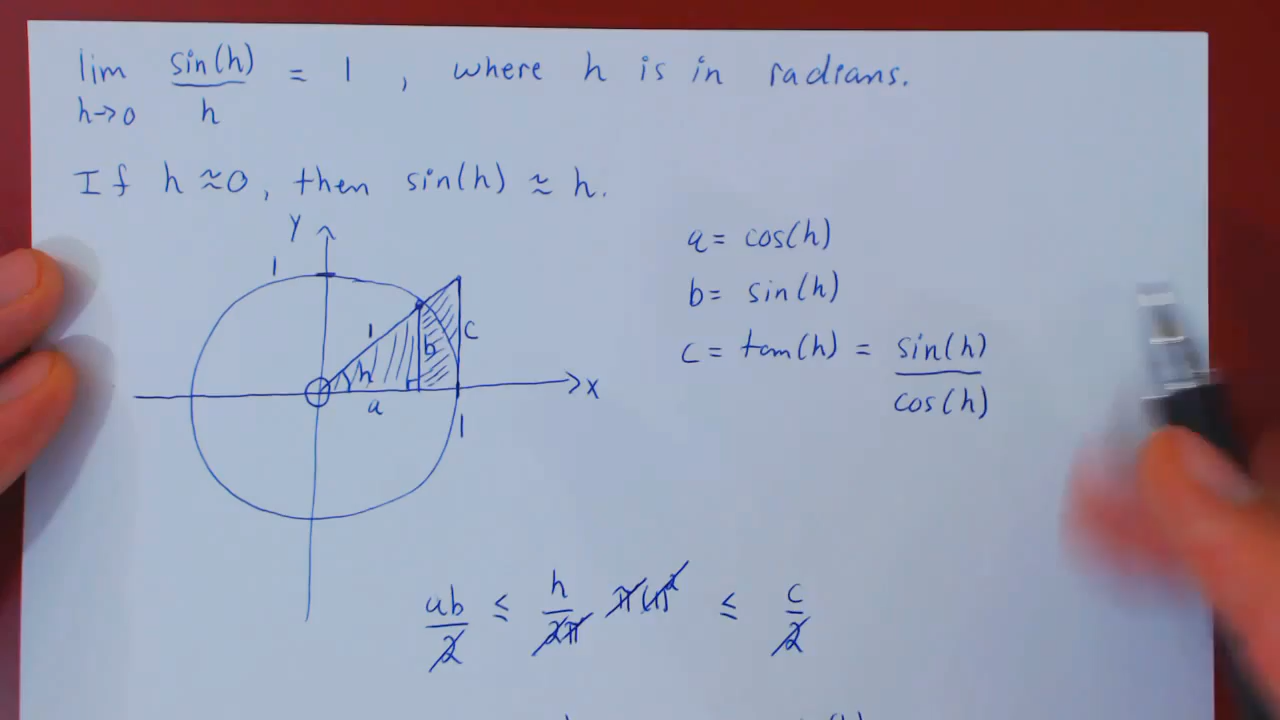 lim h→0 sin(h)/h = 1 , where h is in radians.
If h ≈ 0, then sin(h) ≈ h.
Y
1
1
h
a
b
c
x
1
a = cos(h)
b = sin(h)
c = tan(h) = sin(h)/cos(h)
ab/2 ≤ h/2π π(1)² ≤ c/2